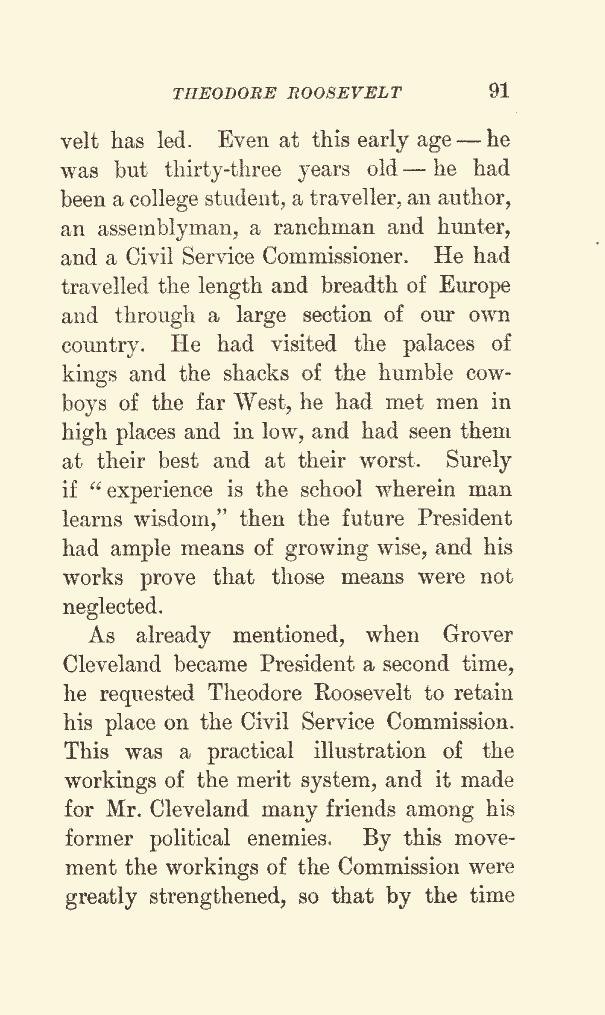 THEODORE ROOSEVELT 91
velt has led. Even at this early age — he
was but thirty-three years old — he had
been a college student, a traveller, an author,
an assemblyman, a ranchman and hunter,
and a Civil Service Commissioner. He had
travelled the length and breadth of Europe
and through a large section of our own
country. He had visited the palaces of
kings and the shacks of the humble cow-
boys of the far West, he had met men in
high places and in low, and had seen them
at their best and at their worst. Surely
if “ experience is the school wherein man
learns wisdom,” then the future President
had ample means of growing wise, and his
works prove that those means were not
neglected.
As already mentioned, when Grover
Cleveland became President a second time,
he requested Theodore Roosevelt to retain
his place on the Civil Service Commission.
This was a practical illustration of the
workings of the merit system, and it made
for Mr. Cleveland many friends among his
former political enemies. By this move-
ment the workings of the Commission were
greatly strengthened, so that by the time